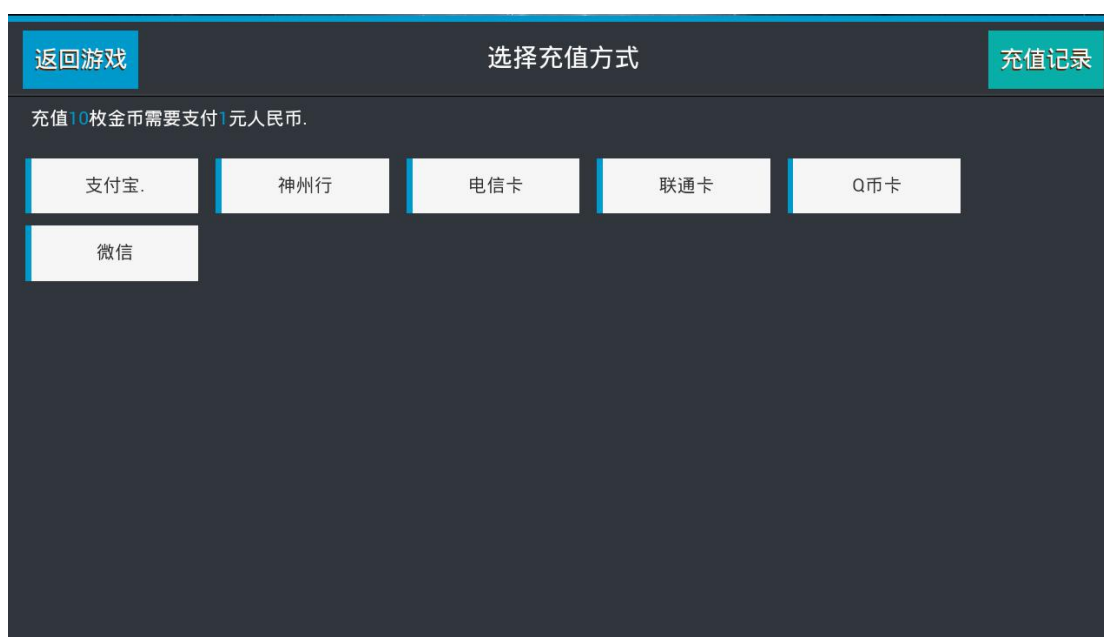 返回游戏 选择充值方式 充值记录
充值10枚金币需要支付1元人民币.
支付宝. 神州行 电信卡 联通卡 Q币卡
微信